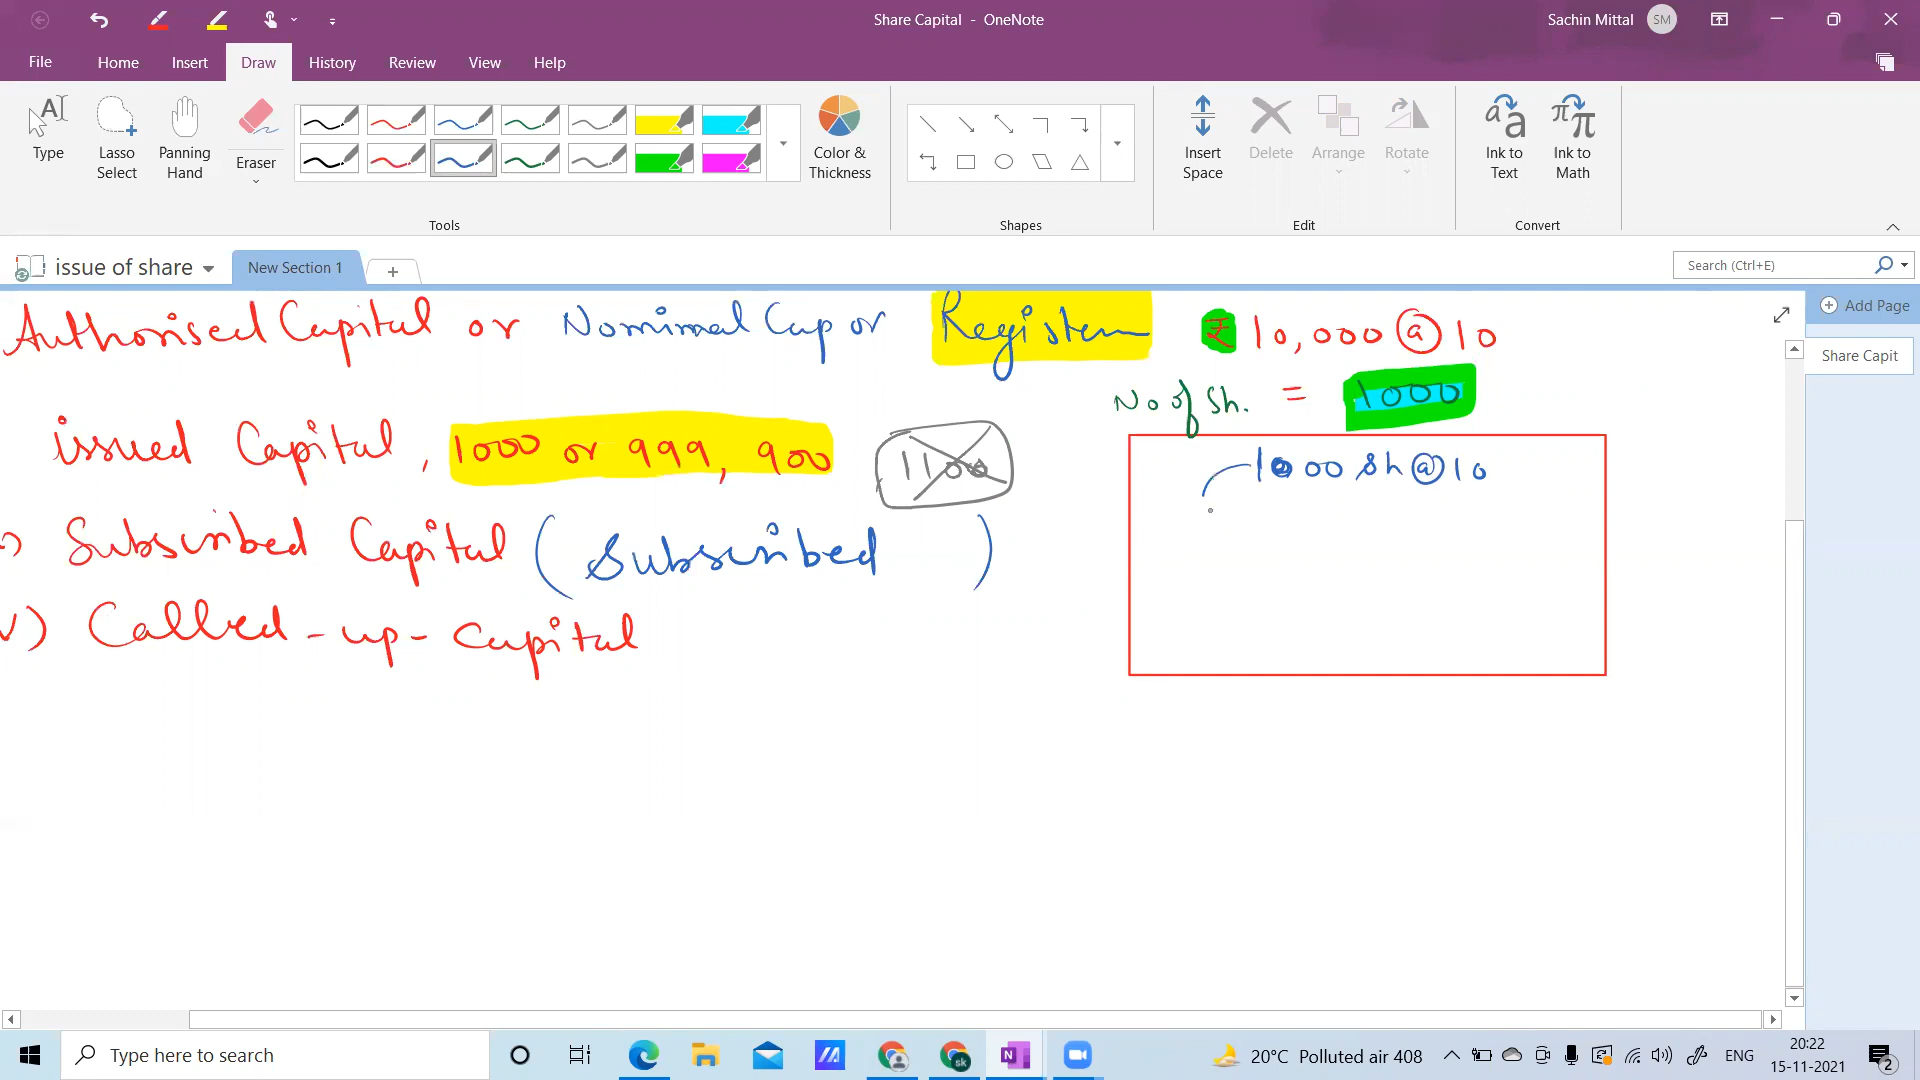 Share Capital - OneNote
Sachin Mittal SM
File Home Insert Draw History Review View Help
Type
Lasso Select
Panning Hand
Eraser
Color & Thickness
Insert Space
Delete
Arrange
Rotate
Ink to Text
Ink to Math
Tools Shapes Edit Convert
issue of share New Section 1 + Search (Ctrl+E)
Add Page
Share Capit
Authorised Capital or Nominal Cap or Registem ₹ 10,000 @ 10
No of Sh. = 1000
issued Capital, 1000 or 999, 900 1100
1000 Sh @ 10
) Subscribed Capital (Subscribed )
V) Called-up-capital
Type here to search 20°C Polluted air 408 ENG 20:22
15-11-2021 2